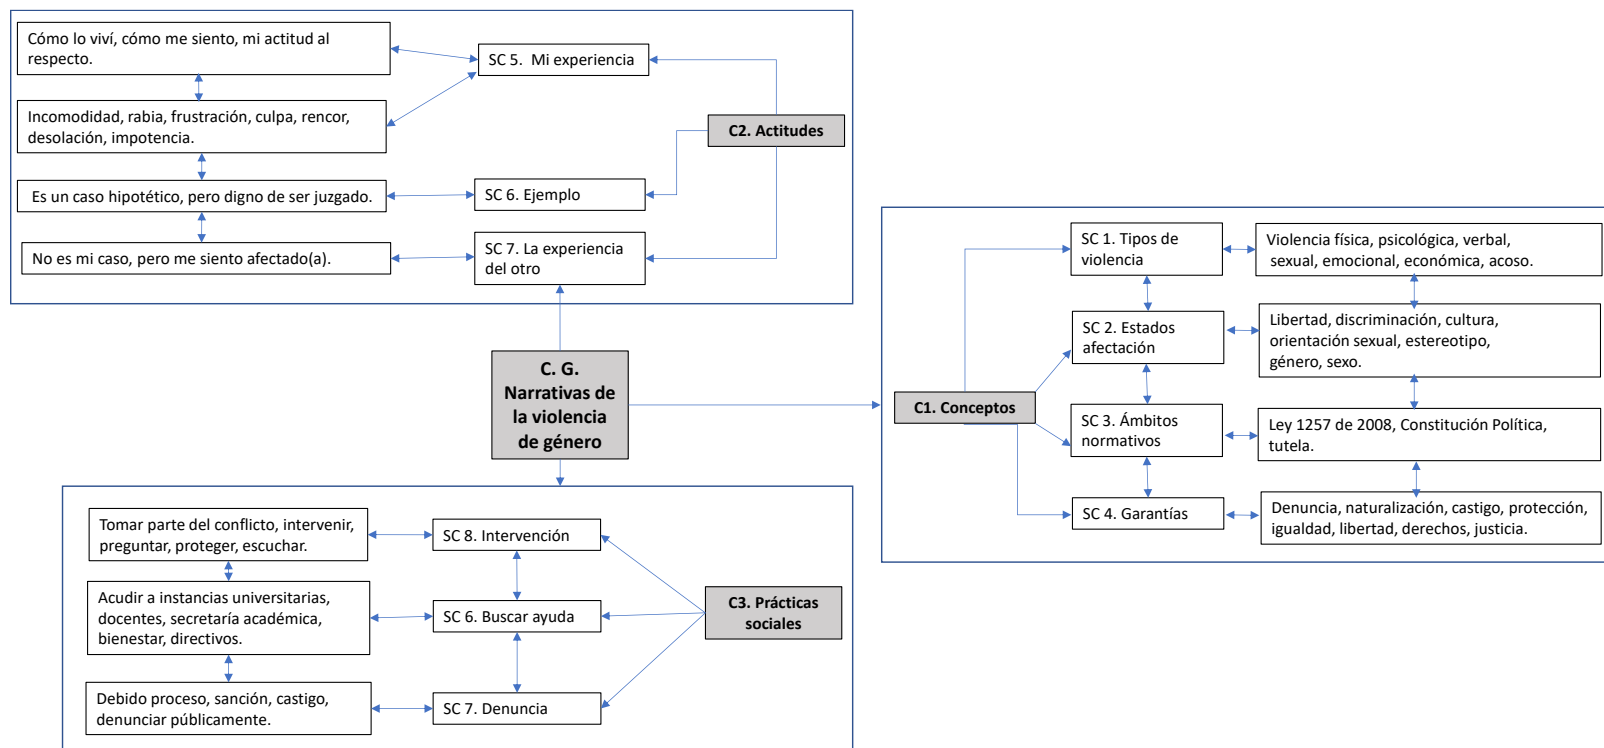 Cómo lo viví, cómo me siento, mi actitud al
respecto.
SC 5.  Mi experiencia
Incomodidad, rabia, frustración, culpa, rencor,
desolación, impotencia.
C2. Actitudes
Es un caso hipotético, pero digno de ser juzgado.
SC 6. Ejemplo
No es mi caso, pero me siento afectado(a).
SC 7. La experiencia
del otro
C. G.
Narrativas de
la violencia
de género
C1. Conceptos
SC 1. Tipos de
violencia
Violencia física, psicológica, verbal,
sexual, emocional, económica, acoso.
SC 2. Estados
afectación
Libertad, discriminación, cultura,
orientación sexual, estereotipo,
género, sexo.
SC 3. Ámbitos
normativos
Ley 1257 de 2008, Constitución Política,
tutela.
SC 4. Garantías
Denuncia, naturalización, castigo, protección,
igualdad, libertad, derechos, justicia.
Tomar parte del conflicto, intervenir,
preguntar, proteger, escuchar.
SC 8. Intervención
Acudir a instancias universitarias,
docentes, secretaría académica,
bienestar, directivos.
SC 6. Buscar ayuda
C3. Prácticas
sociales
Debido proceso, sanción, castigo,
denunciar públicamente.
SC 7. Denuncia